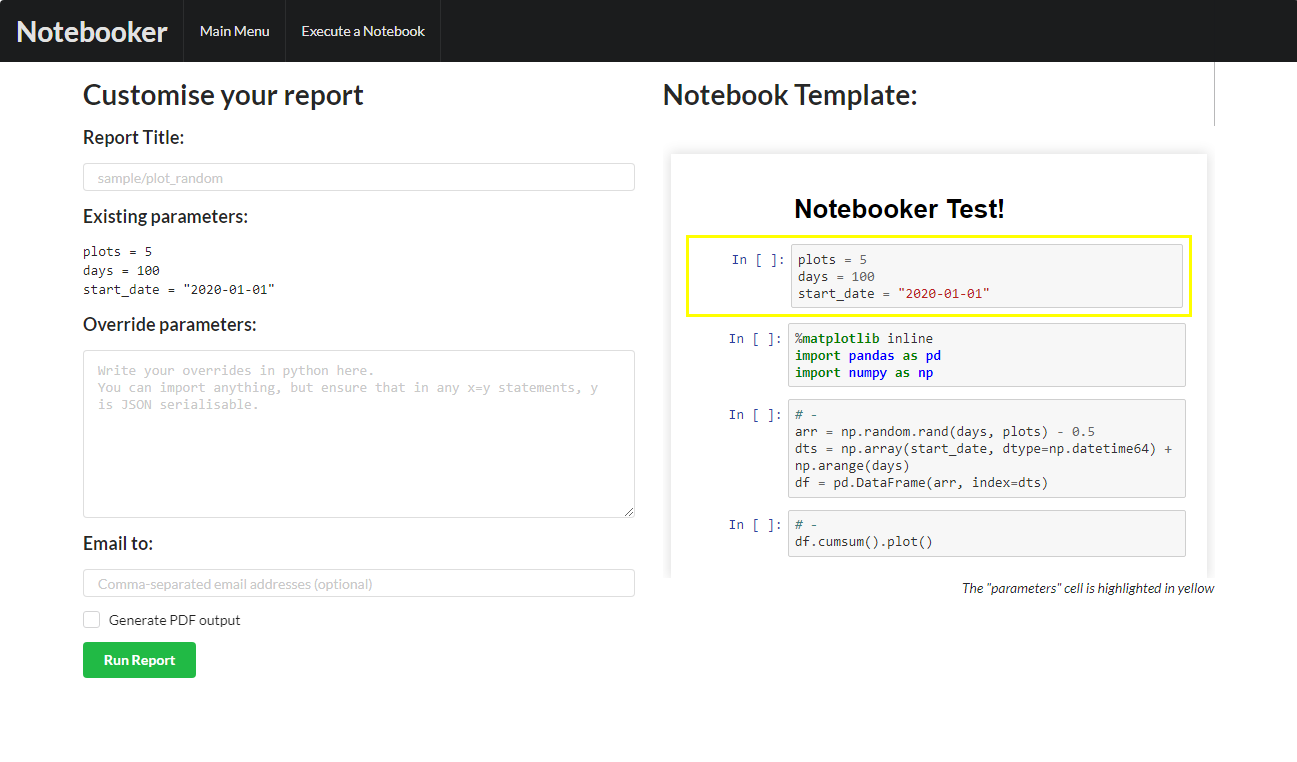 Notebooker Main Menu Execute a Notebook
Customise your report
Report Title:
sample/plot_random
Existing parameters:
plots = 5
days = 100
start_date = "2020-01-01"
Override parameters:
Write your overrides in python here.
You can import anything, but ensure that in any x=y statements, y
is JSON serialisable.
Email to:
Comma-separated email addresses (optional)
Generate PDF output
Run Report
Notebook Template:
Notebooker Test!
In [ ]: plots = 5
days = 100
start_date = "2020-01-01"
In [ ]: %matplotlib inline
import pandas as pd
import numpy as np
In [ ]: # -
arr = np.random.rand(days, plots) - 0.5
dts = np.array(start_date, dtype=np.datetime64) +
np.arange(days)
df = pd.DataFrame(arr, index=dts)
In [ ]: # -
df.cumsum().plot()
The "parameters" cell is highlighted in yellow